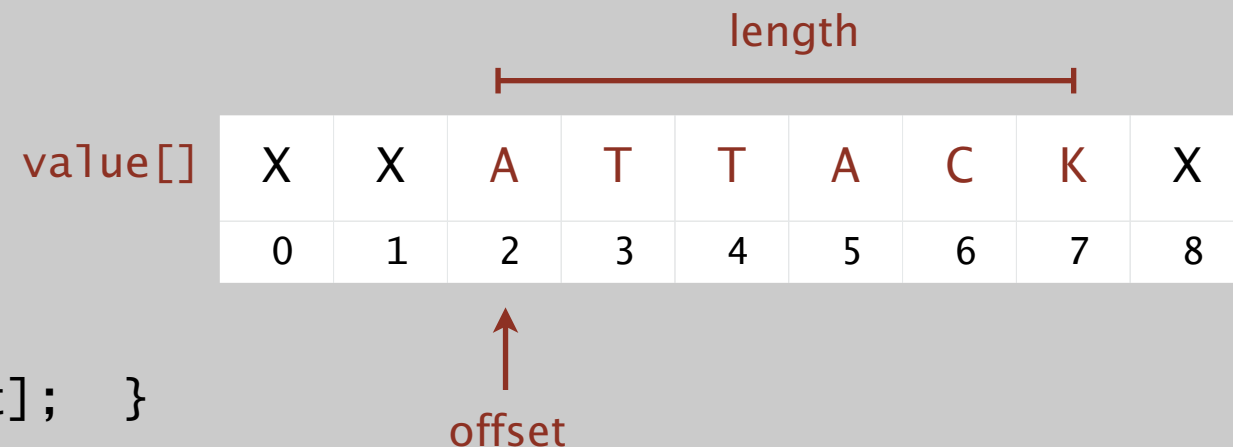 length
value[] X X A T T A C K X
0 1 2 3 4 5 6 7 8
]; }
offset